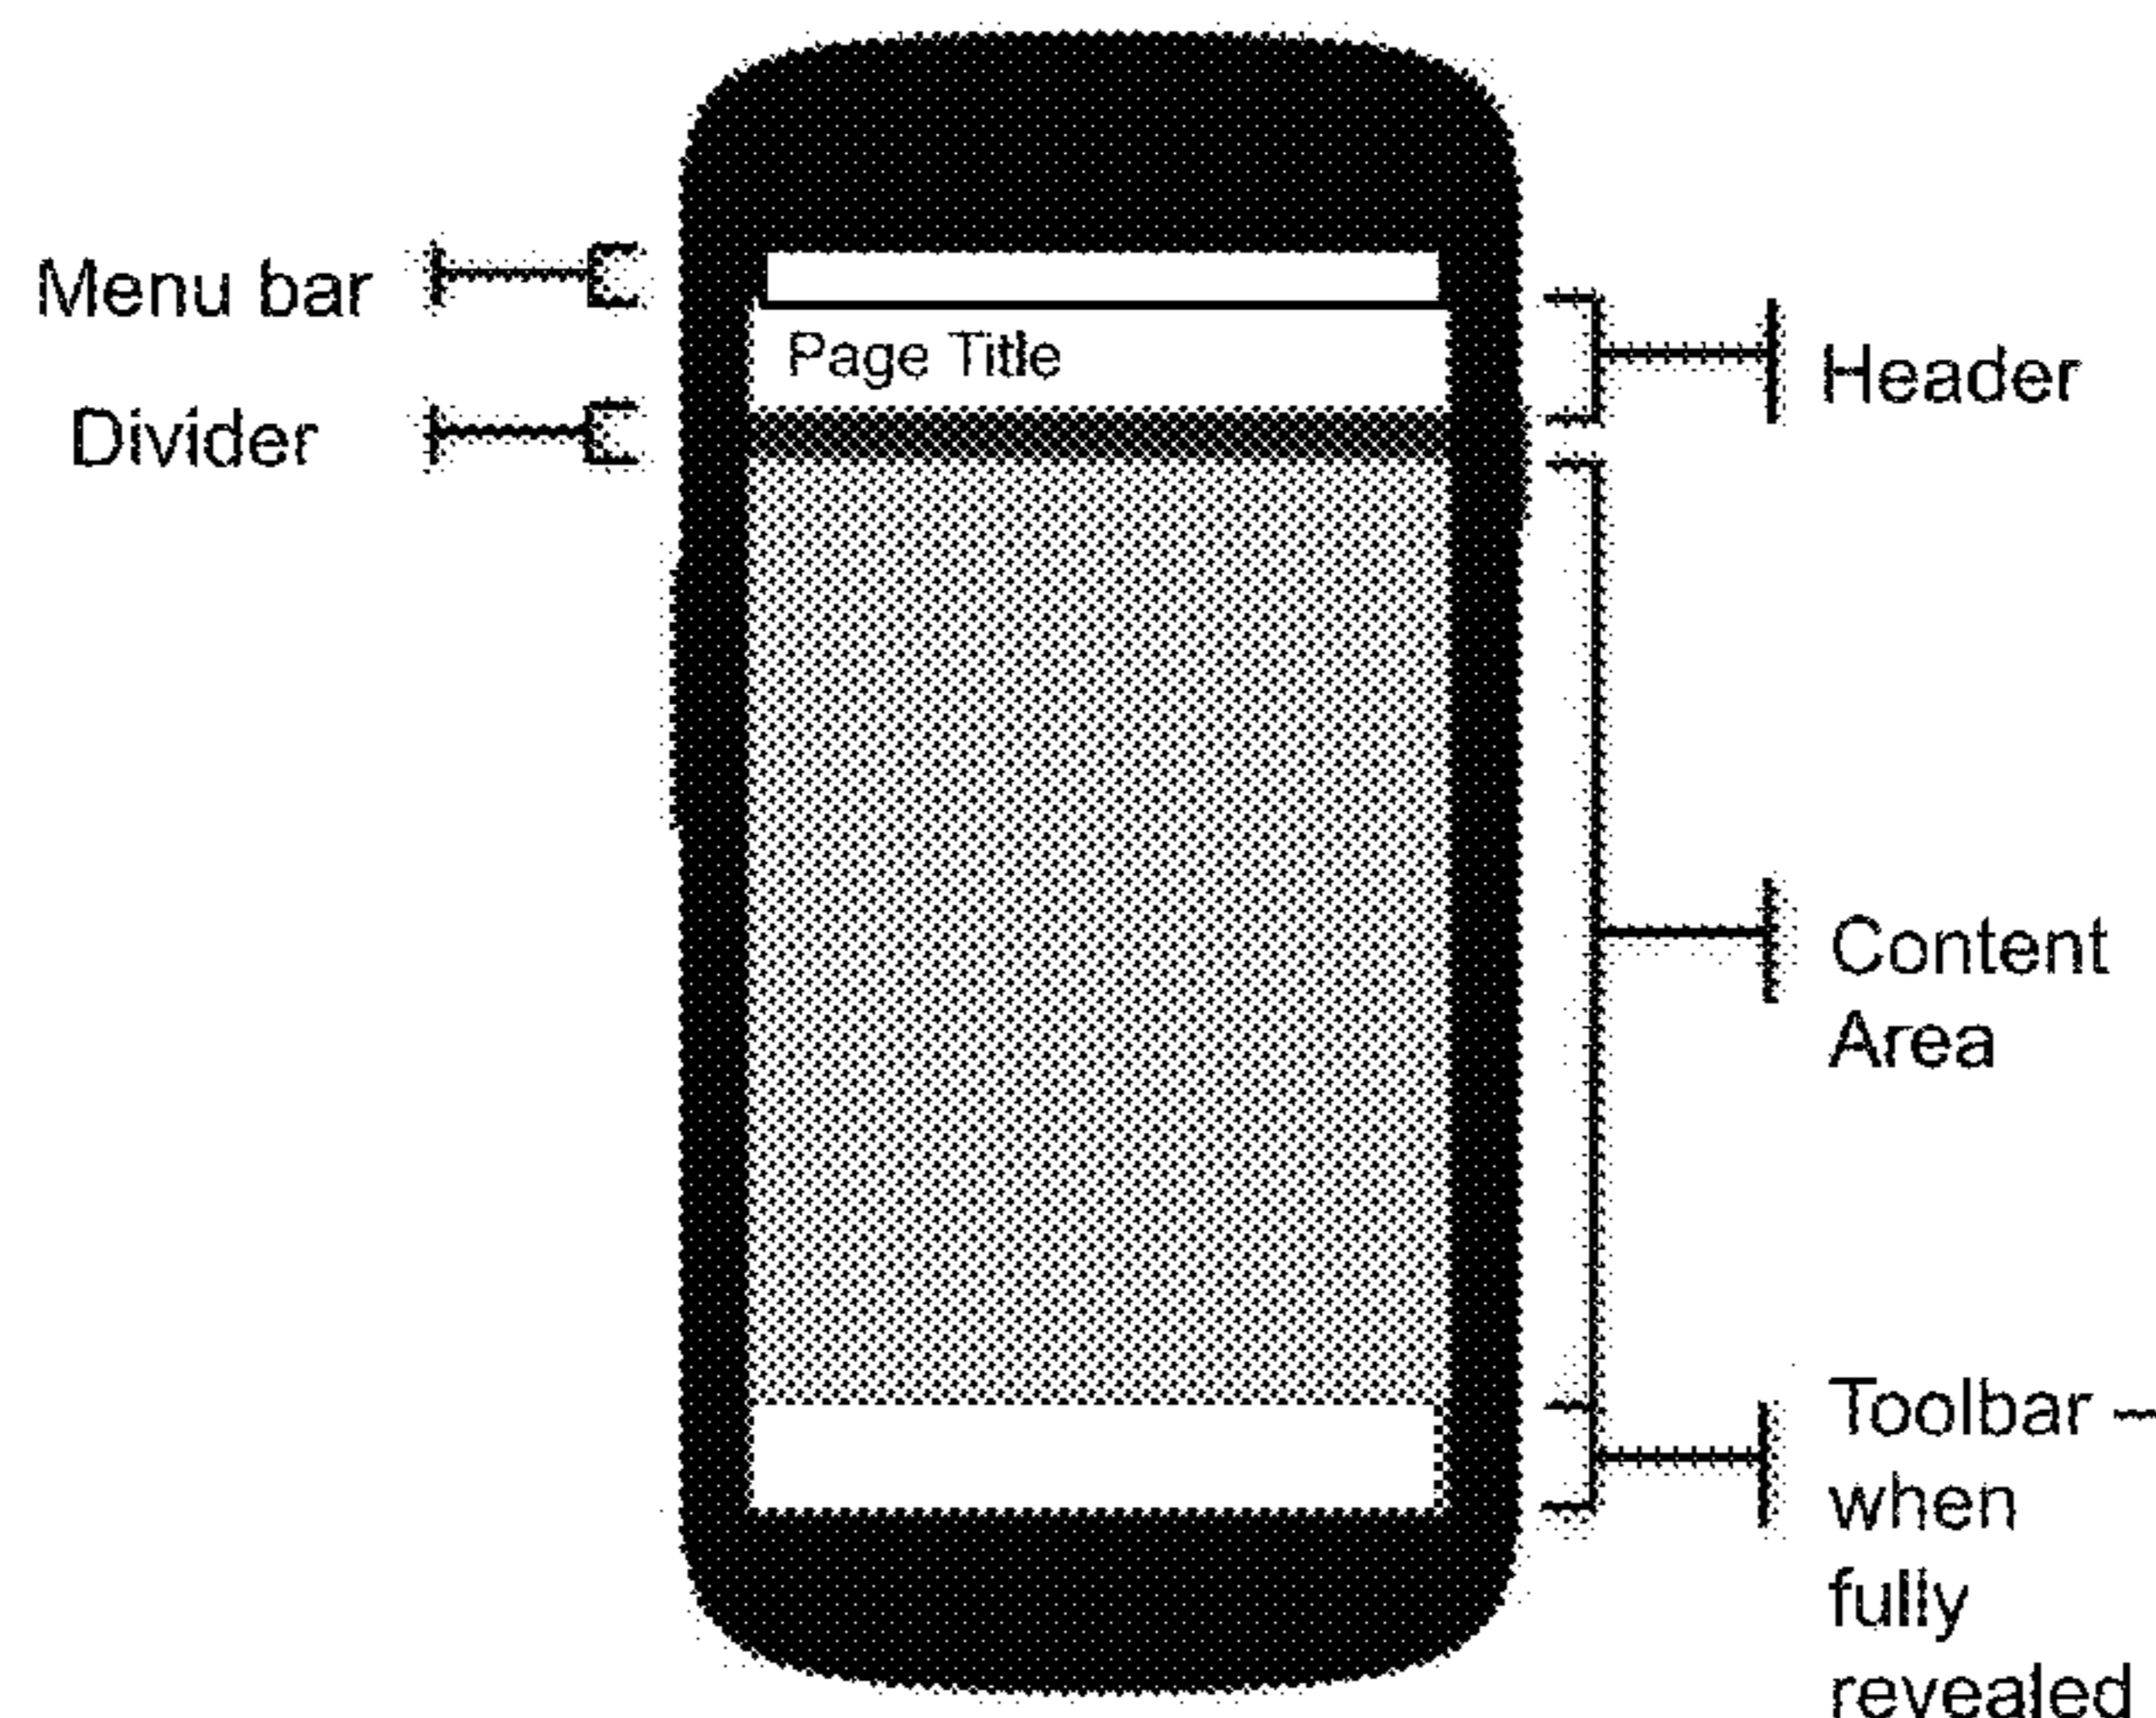 Menu bar
Page Title
Header
Divider
Content
Area
Toolbar –
when
fully
revealed